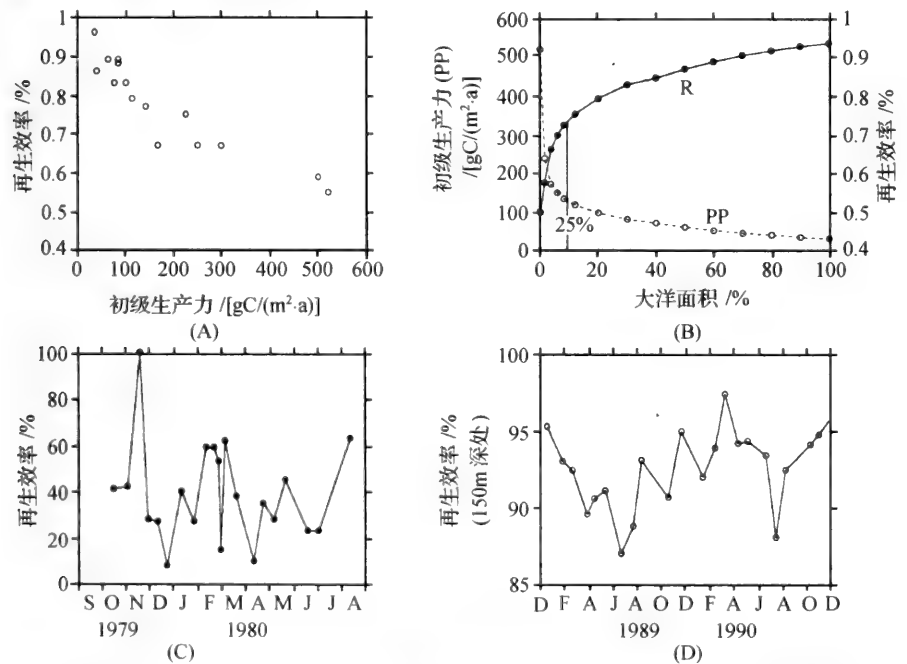 1
0.9
0.8
0.7
0.6
0.5
0.4
再生效率 /%
0 100 200 300 400 500 600
初级生产力 /[gC/(m²·a)]
(A)
600
500
400
300
200
100
0
初级生产力 (PP)
/[gC/(m²·a)]
R
PP
25%
1
0.9
0.8
0.7
0.6
0.5
0.4
再生效率 /%
0 20 40 60 80 100
大洋面积 /%
(B)
100
80
60
40
20
0
再生效率 /%
S O N D J F M A M J J A
1979 1980
(C)
100
95
90
85
再生效率 /%
(150m 深处)
D F A J A O D F A J A O D
1989 1990
(D)